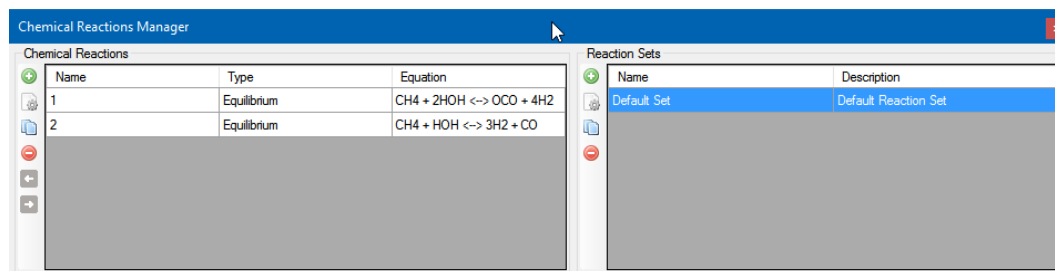 Chemical Reactions Manager
Chemical Reactions
Name Type Equation
1 Equilibrium CH4 + 2HOH <--> OCO + 4H2
2 Equilibrium CH4 + HOH <--> 3H2 + CO
Reaction Sets
Name Description
Default Set Default Reaction Set